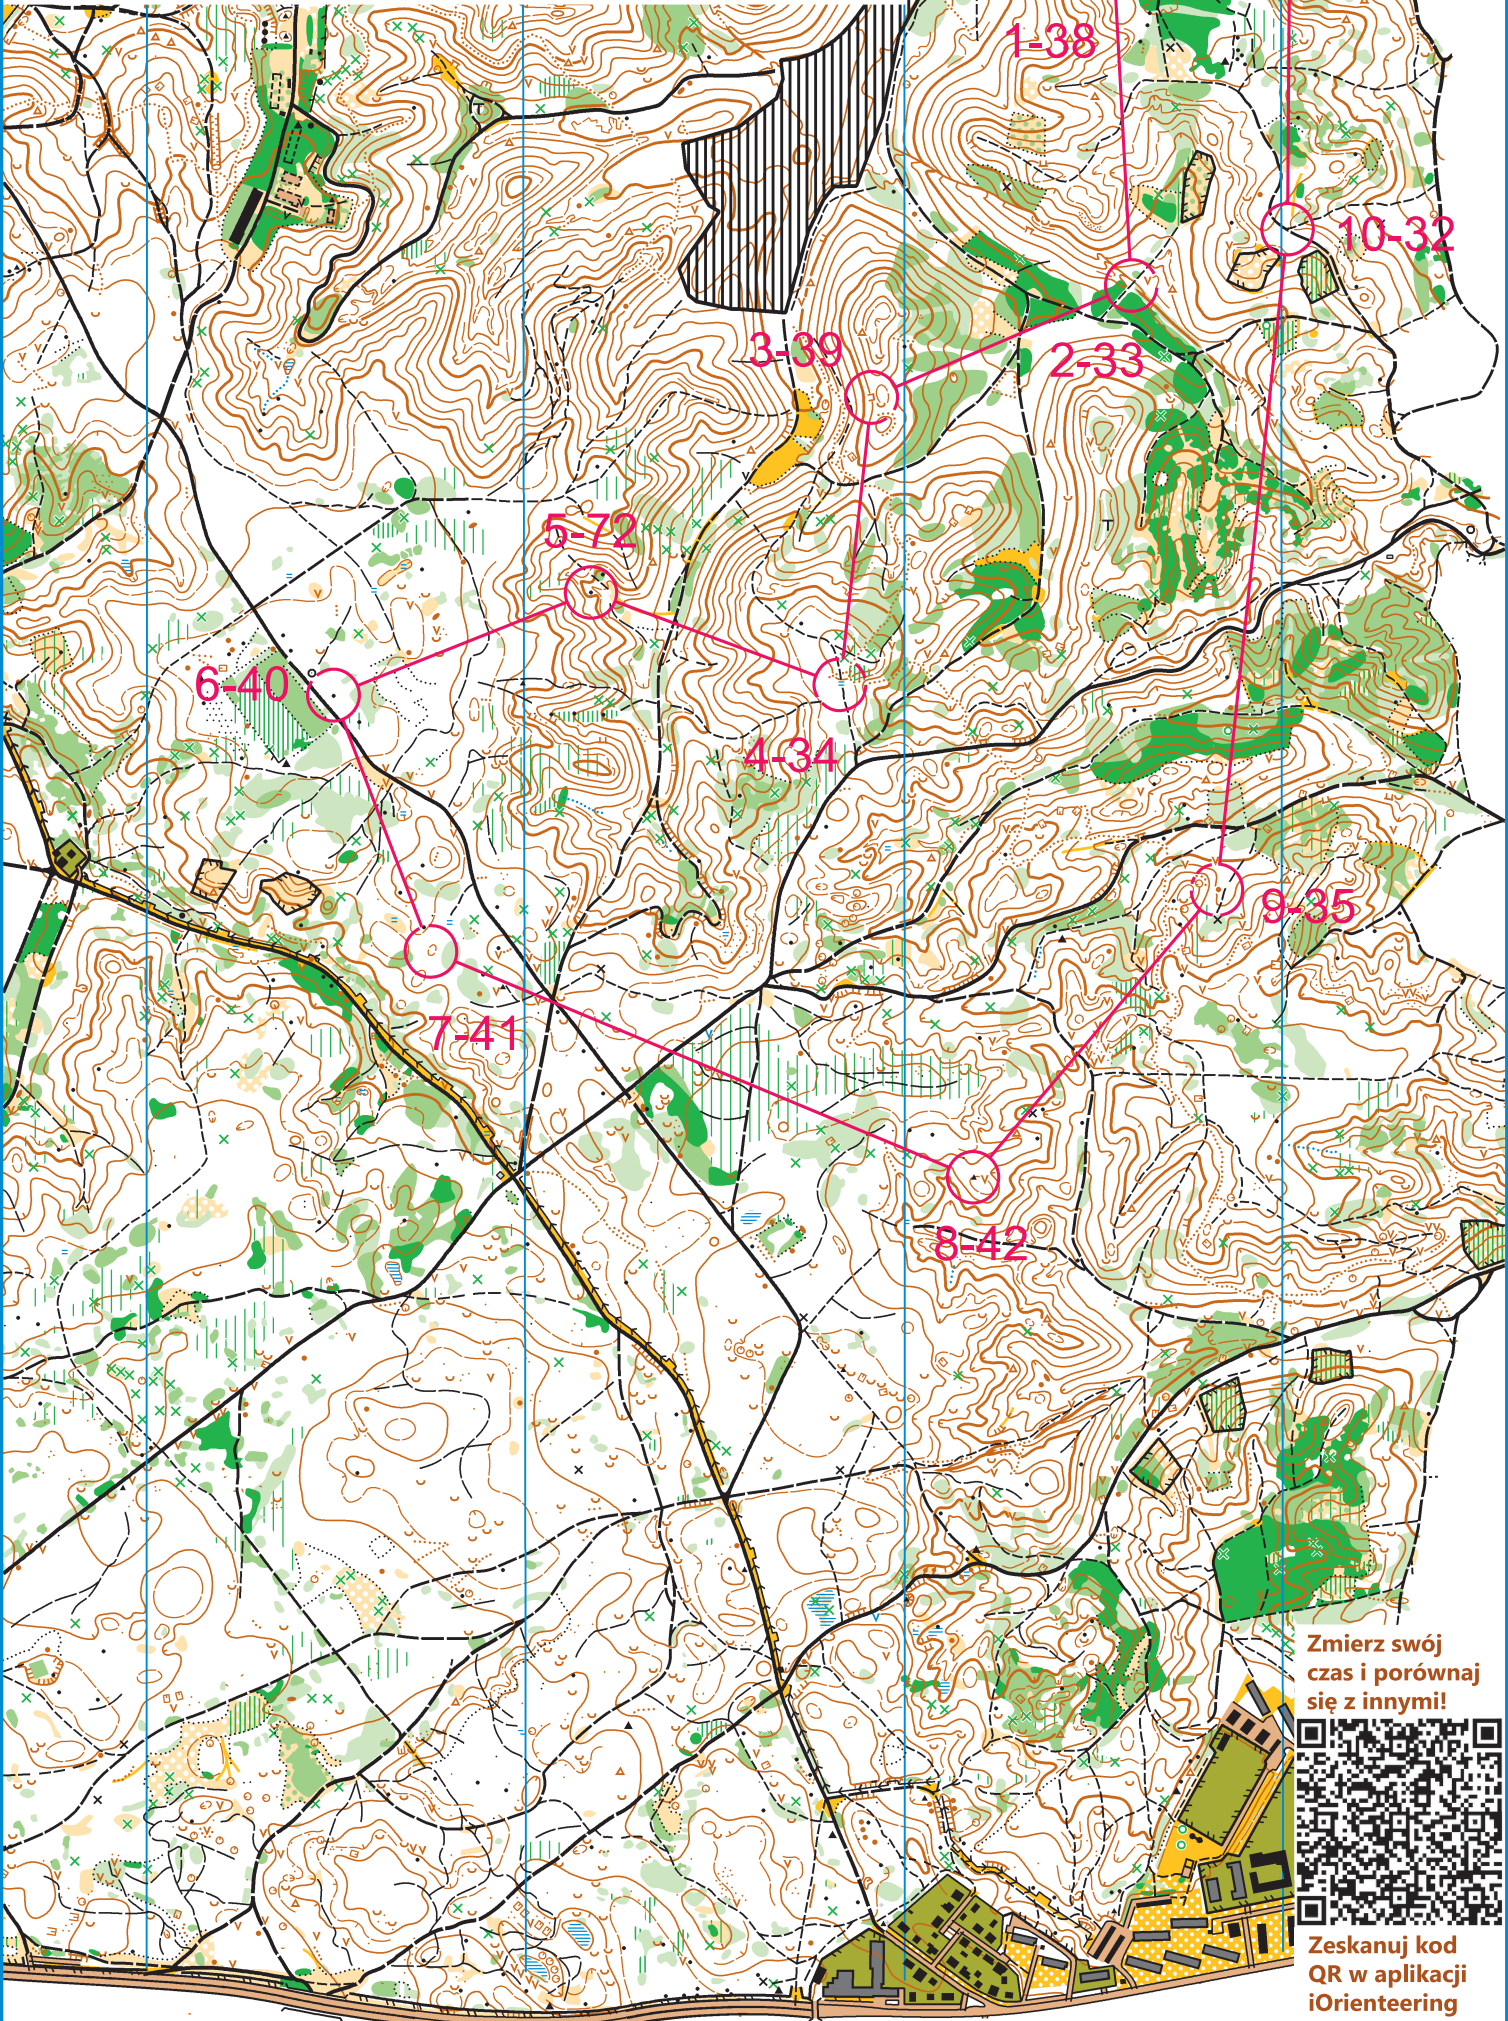 1-38
10-32
3-39
2-33
5-72
6-40
4-34
9-35
7-41
8-42
Zmierz swój
czas i porównaj
się z innymi!
Zeskanuj kod
QR w aplikacji
iOrienteering